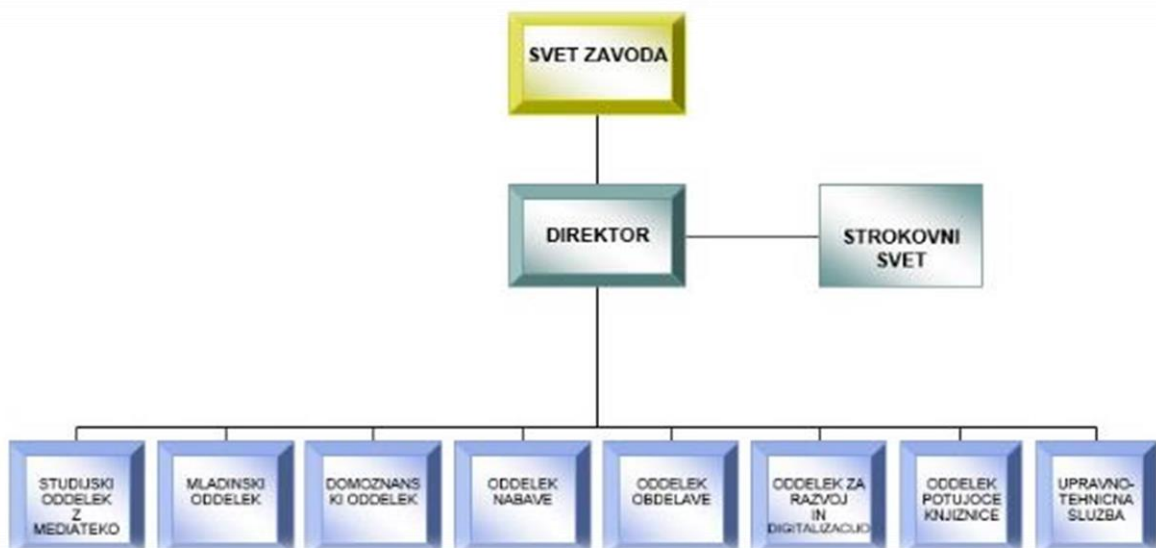 SVET ZAVODA
DIREKTOR
STROKOVNI
SVET
STUDIJSKI
ODDELEK
Z
MEDIATEKO
MLADINSKI
ODDELEK
DOMOZNANS
KI ODDELEK
ODDELEK
NABAVE
ODDELEK
OBDELAVE
ODDELEK ZA
RAZVOJ
IN
DIGITALIZACIJO
ODDELEK
POTUJOCE
KNJIZNICE
UPRAVNO-
TEHNICNA
SLUZBA